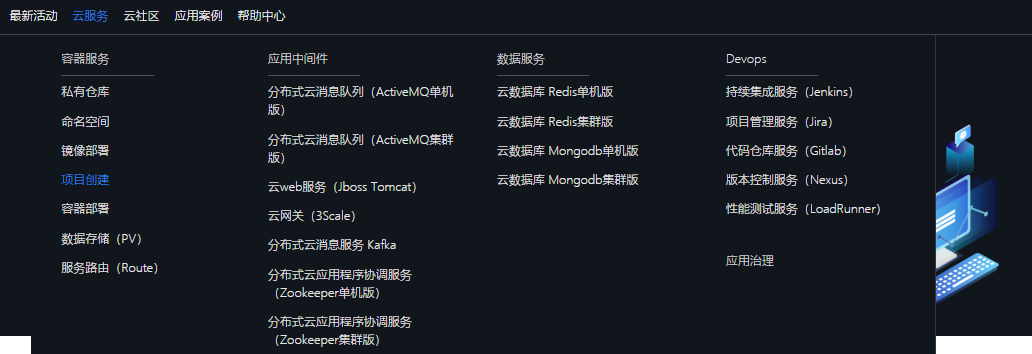 最新活动 云服务 云社区 应用案例 帮助中心
容器服务
私有仓库
命名空间
镜像部署
项目创建
容器部署
数据存储（PV）
服务路由（Route）
应用中间件
分布式云消息队列（ActiveMQ单机
版）
分布式云消息队列（ActiveMQ集群
版）
云web服务（Jboss Tomcat）
云网关（3Scale）
分布式云消息服务 Kafka
分布式云应用程序协调服务
（Zookeeper单机版）
分布式云应用程序协调服务
（Zookeeper集群版）
数据服务
云数据库 Redis单机版
云数据库 Redis集群版
云数据库 Mongodb单机版
云数据库 Mongodb集群版
Devops
持续集成服务（Jenkins）
项目管理服务（Jira）
代码仓库服务（Gitlab）
版本控制服务（Nexus）
性能测试服务（LoadRunner）
应用治理